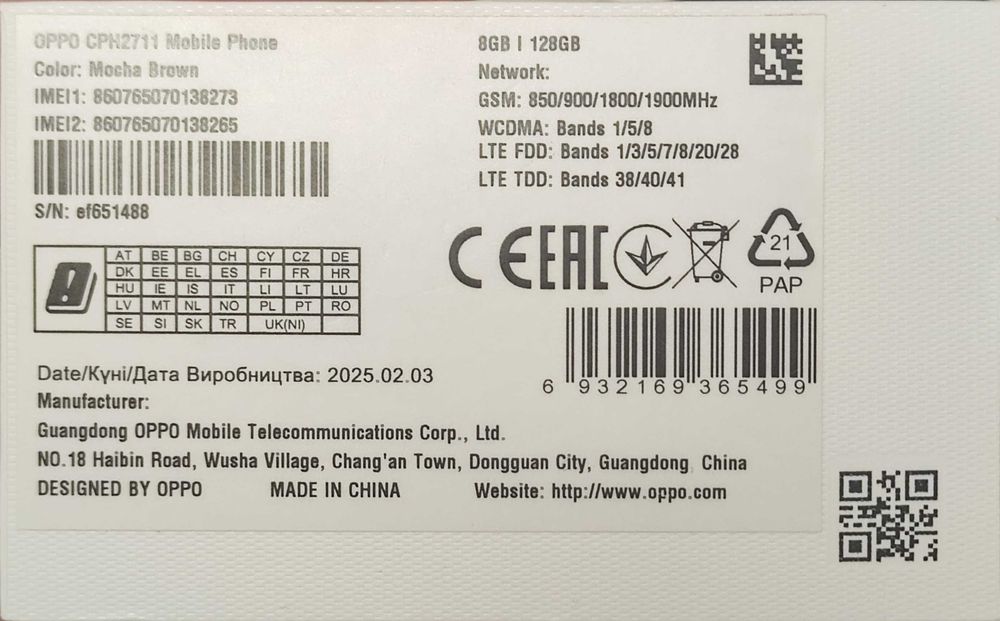 OPPO CPH2711 Mobile Phone
Color: Mocha Brown
IMEI1: 860765070138273
IMEI2: 860765070138265
S/N: ef651488
8GB | 128GB
Network:
GSM: 850/900/1800/1900MHz
WCDMA: Bands 1/5/8
LTE FDD: Bands 1/3/5/7/8/20/28
LTE TDD: Bands 38/40/41
AT BE BG CH CY CZ DE
DK EE EL ES FI FR HR
HU IE IS IT LI LT LU
LV MT NL NO PL PT RO
SE SI SK TR UK(NI)
CE EAC
21
PAP
6 932169 365499
Date/Күні/Дата Виробництва: 2025.02.03
Manufacturer:
Guangdong OPPO Mobile Telecommunications Corp., Ltd.
NO.18 Haibin Road, Wusha Village, Chang'an Town, Dongguan City, Guangdong, China
DESIGNED BY OPPO MADE IN CHINA Website: http://www.oppo.com